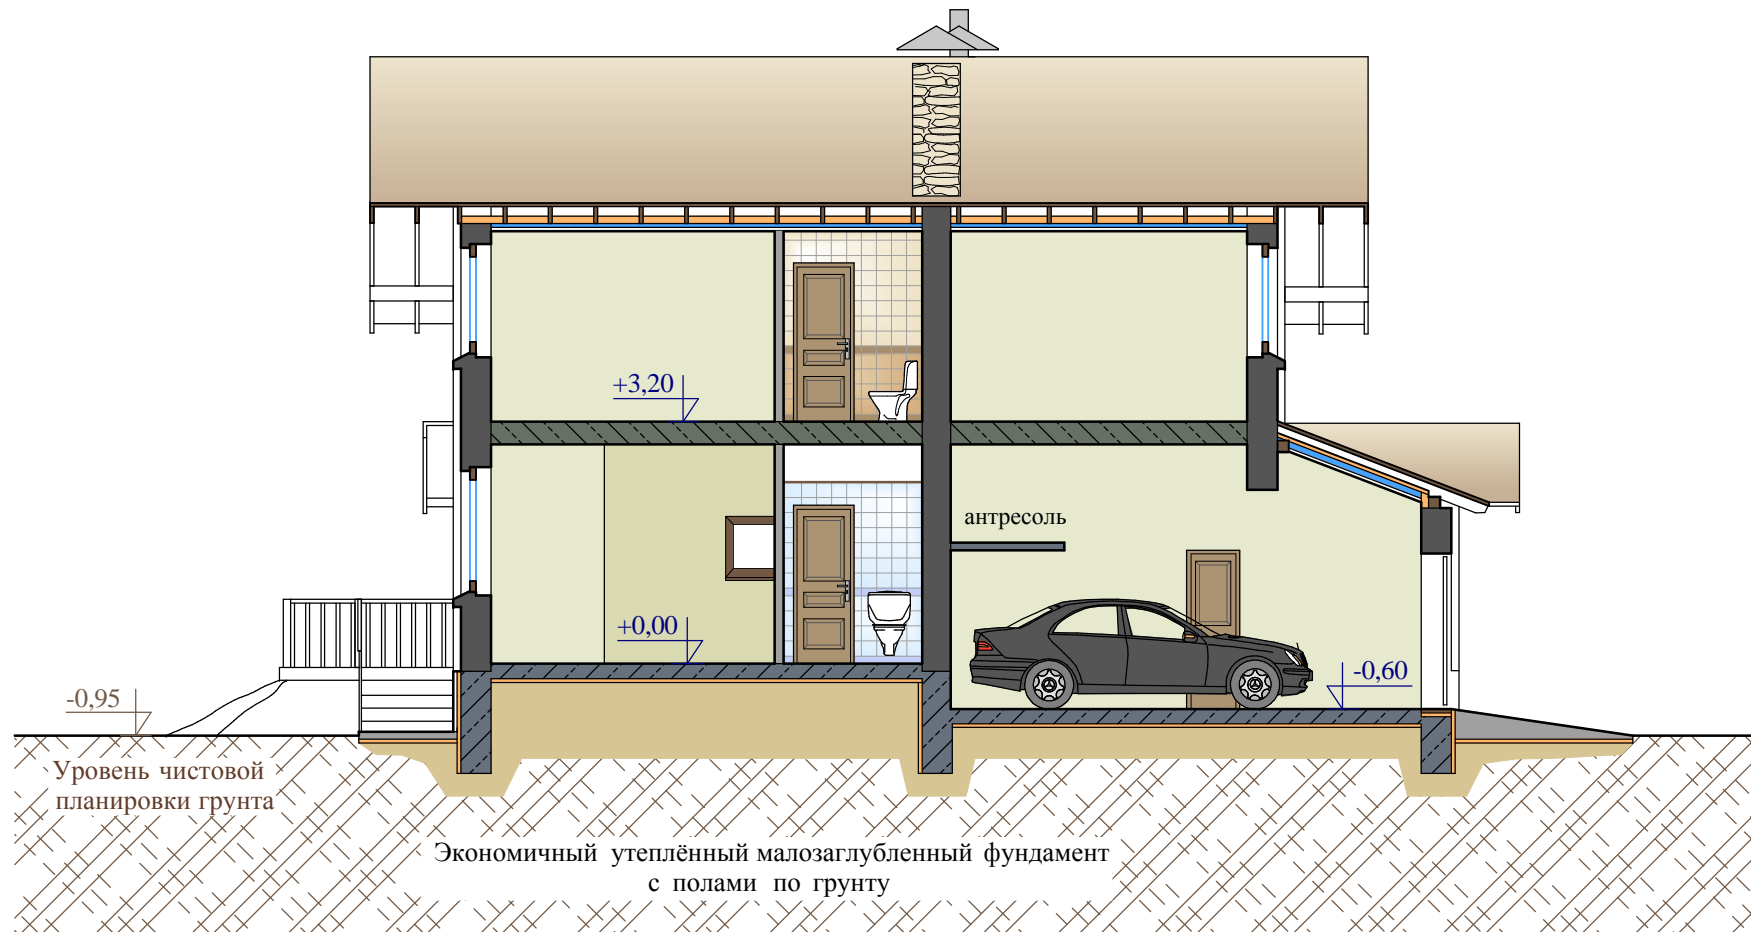 +3,20
антресоль
+0,00
-0,60
-0,95
Уровень чистовой
планировки грунта
Экономичный утеплённый малозаглубленный фундамент
с полами по грунту